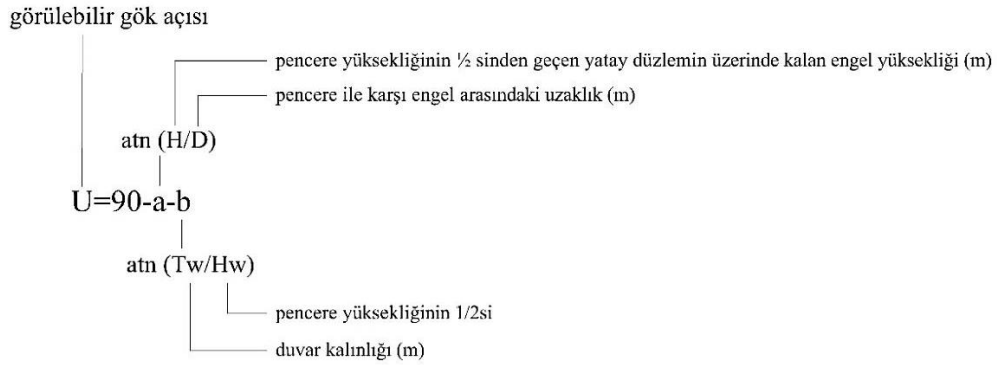 görülebilir gök açısı
pencere yüksekliğinin ½ sinden geçen yatay düzlemin üzerinde kalan engel yüksekliği (m)
pencere ile karşı engel arasındaki uzaklık (m)
atn (H/D)
U=90-a-b
atn (Tw/Hw)
pencere yüksekliğinin 1/2si
duvar kalınlığı (m)